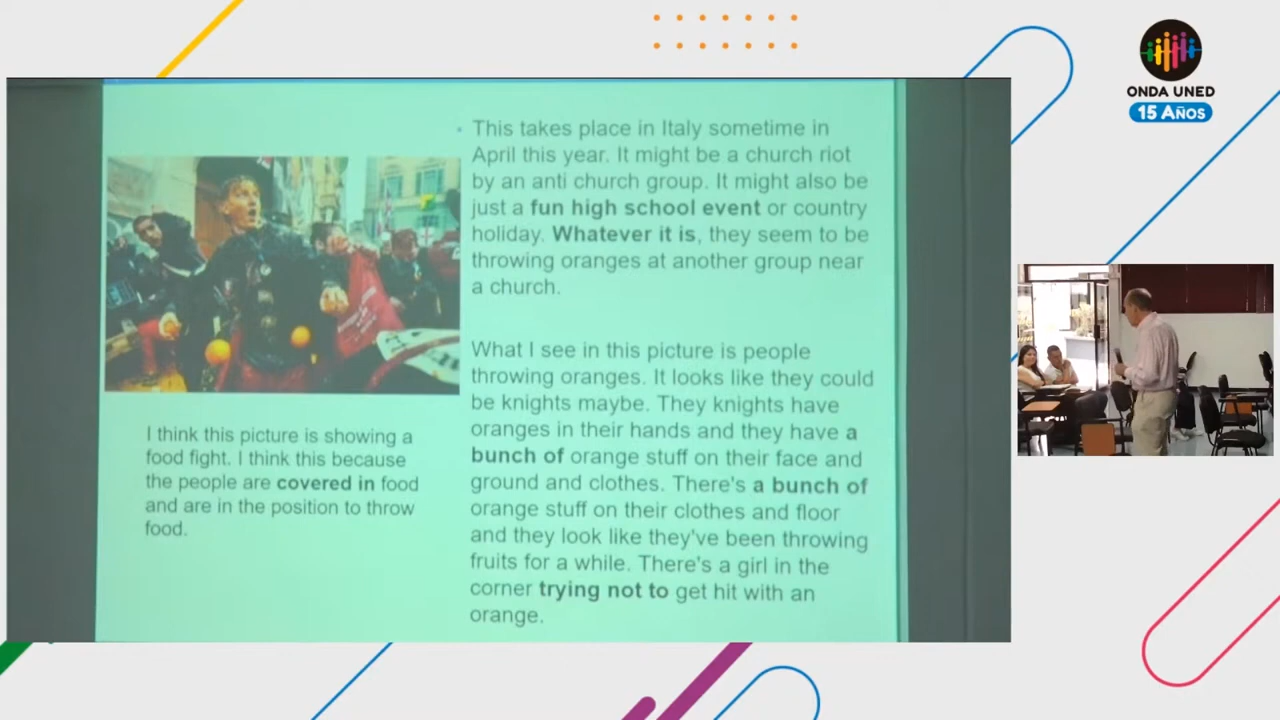 This takes place in Italy sometime in
April this year. It might be a church riot
by an anti church group. It might also be
just a fun high school event or country
holiday. Whatever it is, they seem to be
throwing oranges at another group near
a church.
What I see in this picture is people
throwing oranges. It looks like they could
be knights maybe. They knights have
oranges in their hands and they have a
bunch of orange stuff on their face and
ground and clothes. There's a bunch of
orange stuff on their clothes and floor
and they look like they've been throwing
fruits for a while. There's a girl in the
corner trying not to get hit with an
orange.
I think this picture is showing a
food fight. I think this because
the people are covered in food
and are in the position to throw
food.
ONDA UNED
15 AÑOS